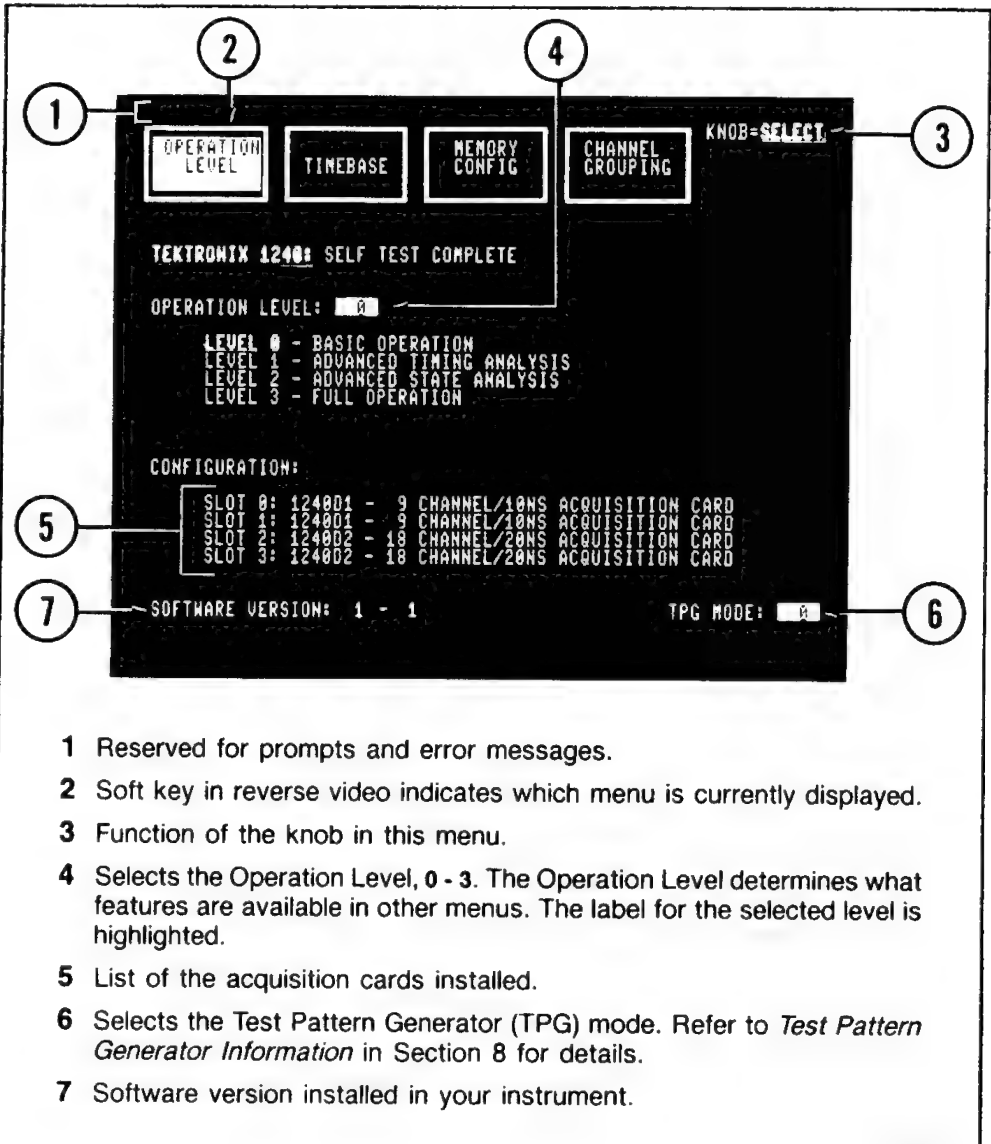 2
4
1
3
OPERATION
LEVEL
TIMEBASE
MEMORY
CONFIG
CHANNEL
GROUPING
KNOB=SELECT
TEKTRONIX 1240: SELF TEST COMPLETE
OPERATION LEVEL: 0
LEVEL 0 - BASIC OPERATION
LEVEL 1 - ADVANCED TIMING ANALYSIS
LEVEL 2 - ADVANCED STATE ANALYSIS
LEVEL 3 - FULL OPERATION
CONFIGURATION:
5
SLOT 0: 1240D1 - 9 CHANNEL/10NS ACQUISITION CARD
SLOT 1: 1240D1 - 9 CHANNEL/10NS ACQUISITION CARD
SLOT 2: 1240D2 - 18 CHANNEL/20NS ACQUISITION CARD
SLOT 3: 1240D2 - 18 CHANNEL/20NS ACQUISITION CARD
7
SOFTWARE VERSION: 1 - 1
TPG MODE: 0
6
1 Reserved for prompts and error messages.
2 Soft key in reverse video indicates which menu is currently displayed.
3 Function of the knob in this menu.
4 Selects the Operation Level, 0 - 3. The Operation Level determines what
features are available in other menus. The label for the selected level is
highlighted.
5 List of the acquisition cards installed.
6 Selects the Test Pattern Generator (TPG) mode. Refer to Test Pattern
Generator Information in Section 8 for details.
7 Software version installed in your instrument.